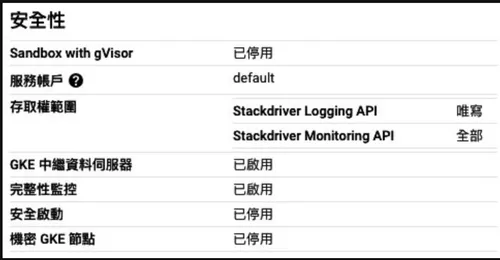 安全性
Sandbox with gVisor 已停用
服務帳戶 ? default
存取權範圍 Stackdriver Logging API 唯寫
Stackdriver Monitoring API 全部
GKE 中繼資料伺服器 已啟用
完整性監控 已啟用
安全啟動 已停用
機密 GKE 節點 已停用